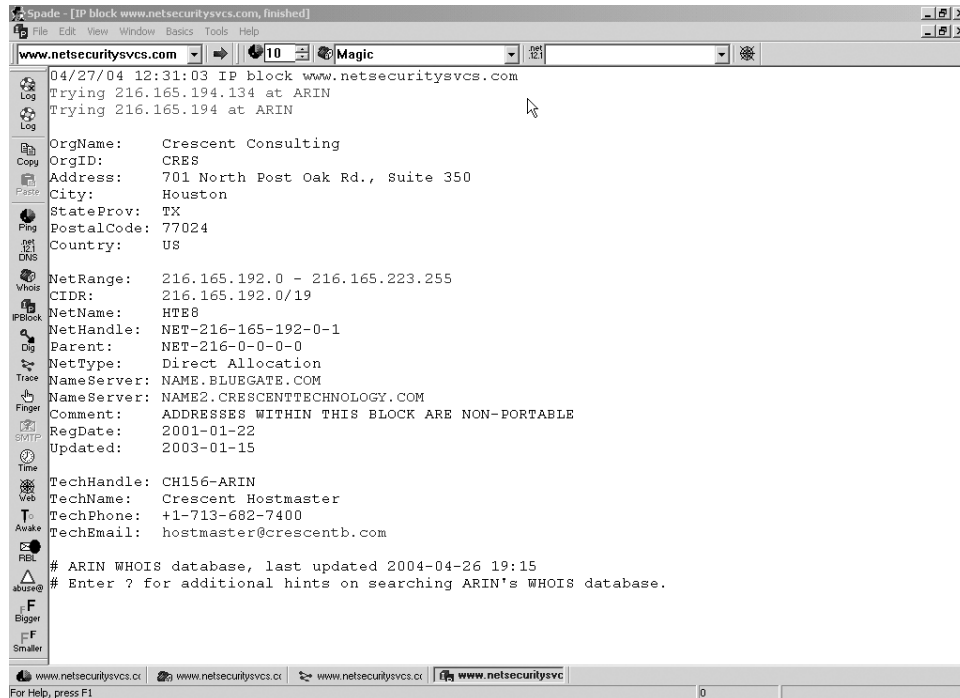 Spade - [IP block www.netsecuritysvcs.com, finished]
File Edit View Window Basics Tools Help
www.netsecuritysvcs.com 10 Magic .net 12.1
04/27/04 12:31:03 IP block www.netsecuritysvcs.com
Trying 216.165.194.134 at ARIN
Trying 216.165.194 at ARIN
OrgName: Crescent Consulting
OrgID: CRES
Address: 701 North Post Oak Rd., Suite 350
City: Houston
StateProv: TX
PostalCode: 77024
Country: US
NetRange: 216.165.192.0 - 216.165.223.255
CIDR: 216.165.192.0/19
NetName: HTE8
NetHandle: NET-216-165-192-0-1
Parent: NET-216-0-0-0-0
NetType: Direct Allocation
NameServer: NAME.BLUEGATE.COM
NameServer: NAME2.CRESCENTTECHNOLOGY.COM
Comment: ADDRESSES WITHIN THIS BLOCK ARE NON-PORTABLE
RegDate: 2001-01-22
Updated: 2003-01-15
TechHandle: CH156-ARIN
TechName: Crescent Hostmaster
TechPhone: +1-713-682-7400
TechEmail: hostmaster@crescentb.com
# ARIN WHOIS database, last updated 2004-04-26 19:15
# Enter ? for additional hints on searching ARIN's WHOIS database.
Log
Log
Copy
Paste
Ping
.net 12.1
DNS
Whois
IPBlock
Dig
Trace
Finger
SMTP
Time
Web
Awake
RBL
abuse@
FF
Bigger
FF
Smaller
www.netsecuritysvcs.cc www.netsecuritysvcs.cc www.netsecuritysvcs.cc www.netsecuritysvc
For Help, press F1 0